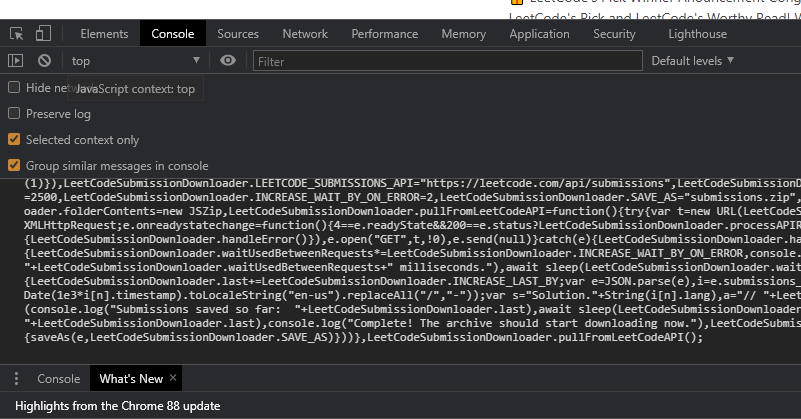 LeetCode's Pick and LeetCode's Worthy Read!
Elements Console Sources Network Performance Memory Application Security Lighthouse
top Filter Default levels
Hide
JavaScript context: top
Preserve log
Selected context only
Group similar messages in console
(1)}),LeetCodeSubmissionDownloader.LEETCODE_SUBMISSIONS_API="https://leetcode.com/api/submissions",LeetCodeSubmissionD
=2500,LeetCodeSubmissionDownloader.INCREASE_WAIT_BY_ON_ERROR=2,LeetCodeSubmissionDownloader.SAVE_AS="submissions.zip",
oader.folderContents=new JSZip,LeetCodeSubmissionDownloader.pullFromLeetCodeAPI=function(){try{var t=new URL(LeetCodeS
XMLHttpRequest;e.onreadystatechange=function(){4==e.readyState&&200==e.status?LeetCodeSubmissionDownloader.processAPIR
{LeetCodeSubmissionDownloader.handleError()}),e.open("GET",t,!0),e.send(null)}catch(e){LeetCodeSubmissionDownloader.ha
{LeetCodeSubmissionDownloader.waitUsedBetweenRequests*=LeetCodeSubmissionDownloader.INCREASE_WAIT_BY_ON_ERROR,console.
"+LeetCodeSubmissionDownloader.waitUsedBetweenRequests+" milliseconds."),await sleep(LeetCodeSubmissionDownloader.wait
{LeetCodeSubmissionDownloader.last+=LeetCodeSubmissionDownloader.INCREASE_LAST_BY;var e=JSON.parse(e),i=e.submissions_
Date(1e3*i[n].timestamp).toLocaleString("en-us").replaceAll("/","-"));var s="Solution."+String(i[n].lang),a="// "+Leet
(console.log("Submissions saved so far:  "+LeetCodeSubmissionDownloader.last),await sleep(LeetCodeSubmissionDownloader
"+LeetCodeSubmissionDownloader.last),console.log("Complete! The archive should start downloading now."),LeetCodeSubmis
{saveAs(e,LeetCodeSubmissionDownloader.SAVE_AS)}))},LeetCodeSubmissionDownloader.pullFromLeetCodeAPI();
Console What's New
Highlights from the Chrome 88 update